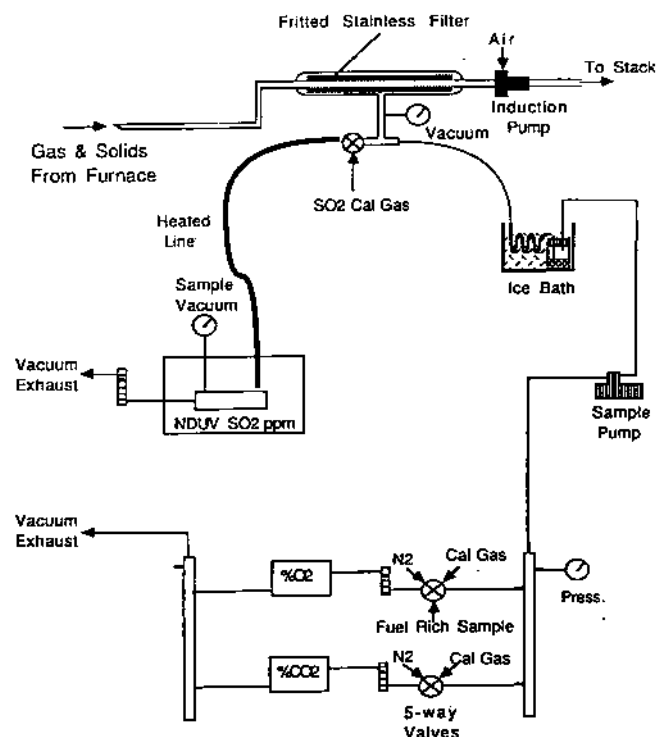 Fritted Stainless Filter
Air
To Stack
Induction
Pump
Gas & Solids
From Furnace
Vacuum
SO2 Cal Gas
Heated
Line
Ice Bath
Sample
Vacuum
Vacuum
Exhaust
NDUV SO2 ppm
Sample
Pump
Vacuum
Exhaust
%O2
N2
Cal Gas
Press.
Fuel Rich Sample
%CO2
N2
Cal Gas
5-way
Valves